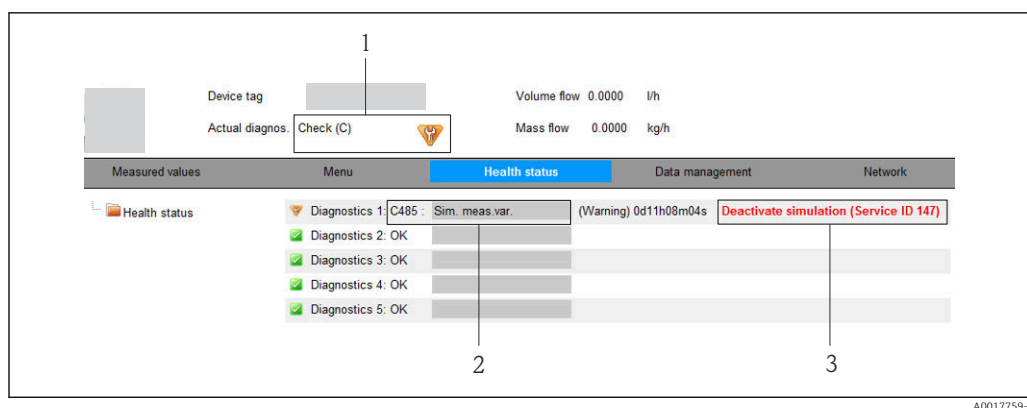 1
Device tag Volume flow 0.0000 l/h
Actual diagnos. Check (C) Mass flow 0.0000 kg/h
Measured values Menu Health status Data management Network
Health status Diagnostics 1: C485 : Sim. meas.var. (Warning) 0d11h08m04s Deactivate simulation (Service ID 147)
Diagnostics 2: OK
Diagnostics 3: OK
Diagnostics 4: OK
Diagnostics 5: OK
2 3
A0017759-